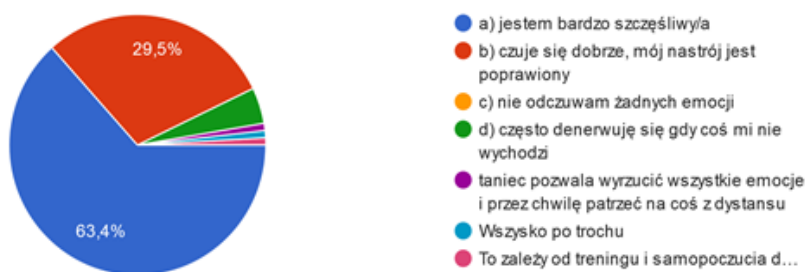 29,5%
63,4%
a) jestem bardzo szczęśliwy/a
b) czuje się dobrze, mój nastrój jest
poprawiony
c) nie odczuwam żadnych emocji
d) często denerwuję się gdy coś mi nie
wychodzi
taniec pozwala wyrzucić wszystkie emocje
i przez chwilę patrzeć na coś z dystansu
Wszysko po trochu
To zależy od treningu i samopoczucia d…